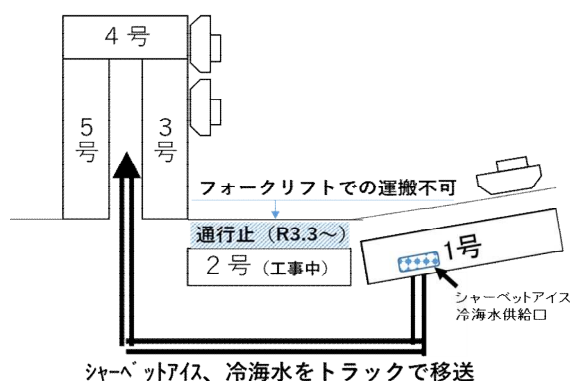 4号
5号
3号
フォークリフトでの運搬不可
通行止（R3.3～）
2号（工事中）
1号
シャーベットアイス
冷海水供給口
ｼｬｰﾍﾞｯﾄｱｲｽ、冷海水をトラックで移送